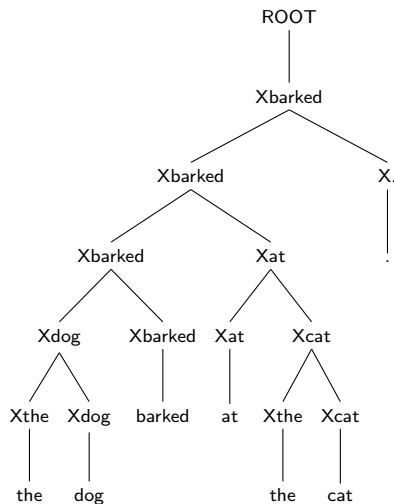 ROOT
Xbarked
Xbarked X.
Xbarked Xat .
Xdog Xbarked Xat Xcat
Xthe Xdog barked at Xthe Xcat
the dog the cat